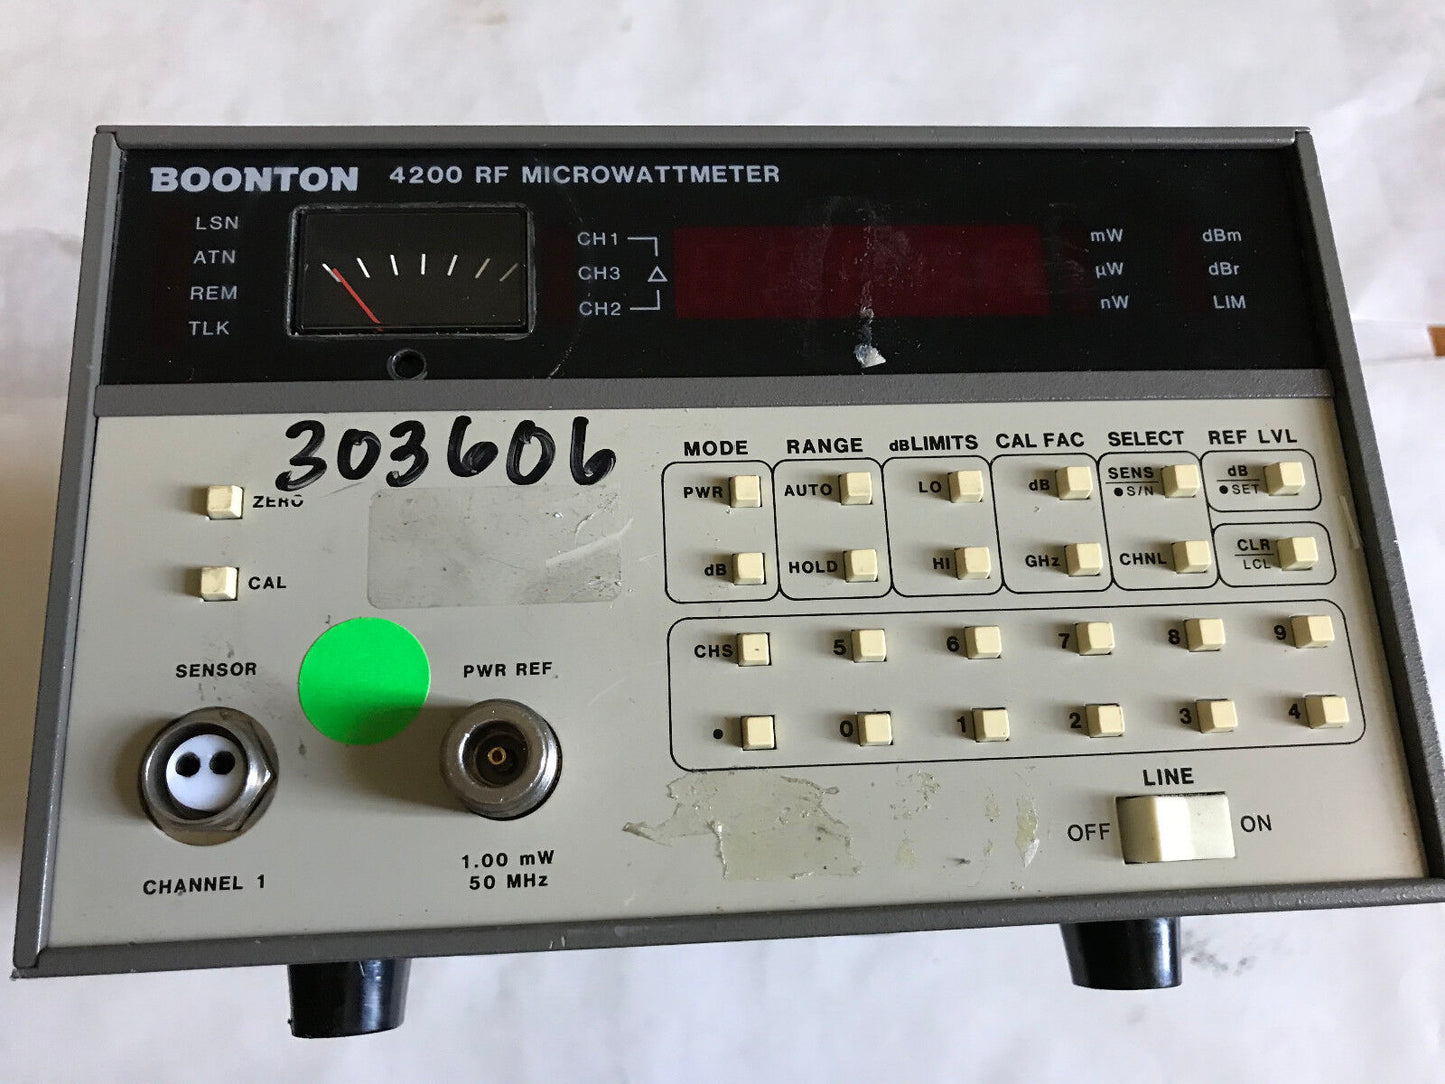 BOONTON 4200 RF MICROWATTMETER
LSN
ATN
REM
TLK
CH1
CH3
CH2
mW
µW
nW
dBm
dBr
LIM
303606
ZERO
CAL
MODE RANGE dBLIMITS CAL FAC SELECT REF LVL
PWR AUTO LO dB SENS dB
●S/N ●SET
dB HOLD HI GHz CHNL CLR
LCL
CHS 5 6 7 8 9
● 0 1 2 3 4
SENSOR
PWR REF
CHANNEL 1
1.00 mW
50 MHz
LINE
OFF ON